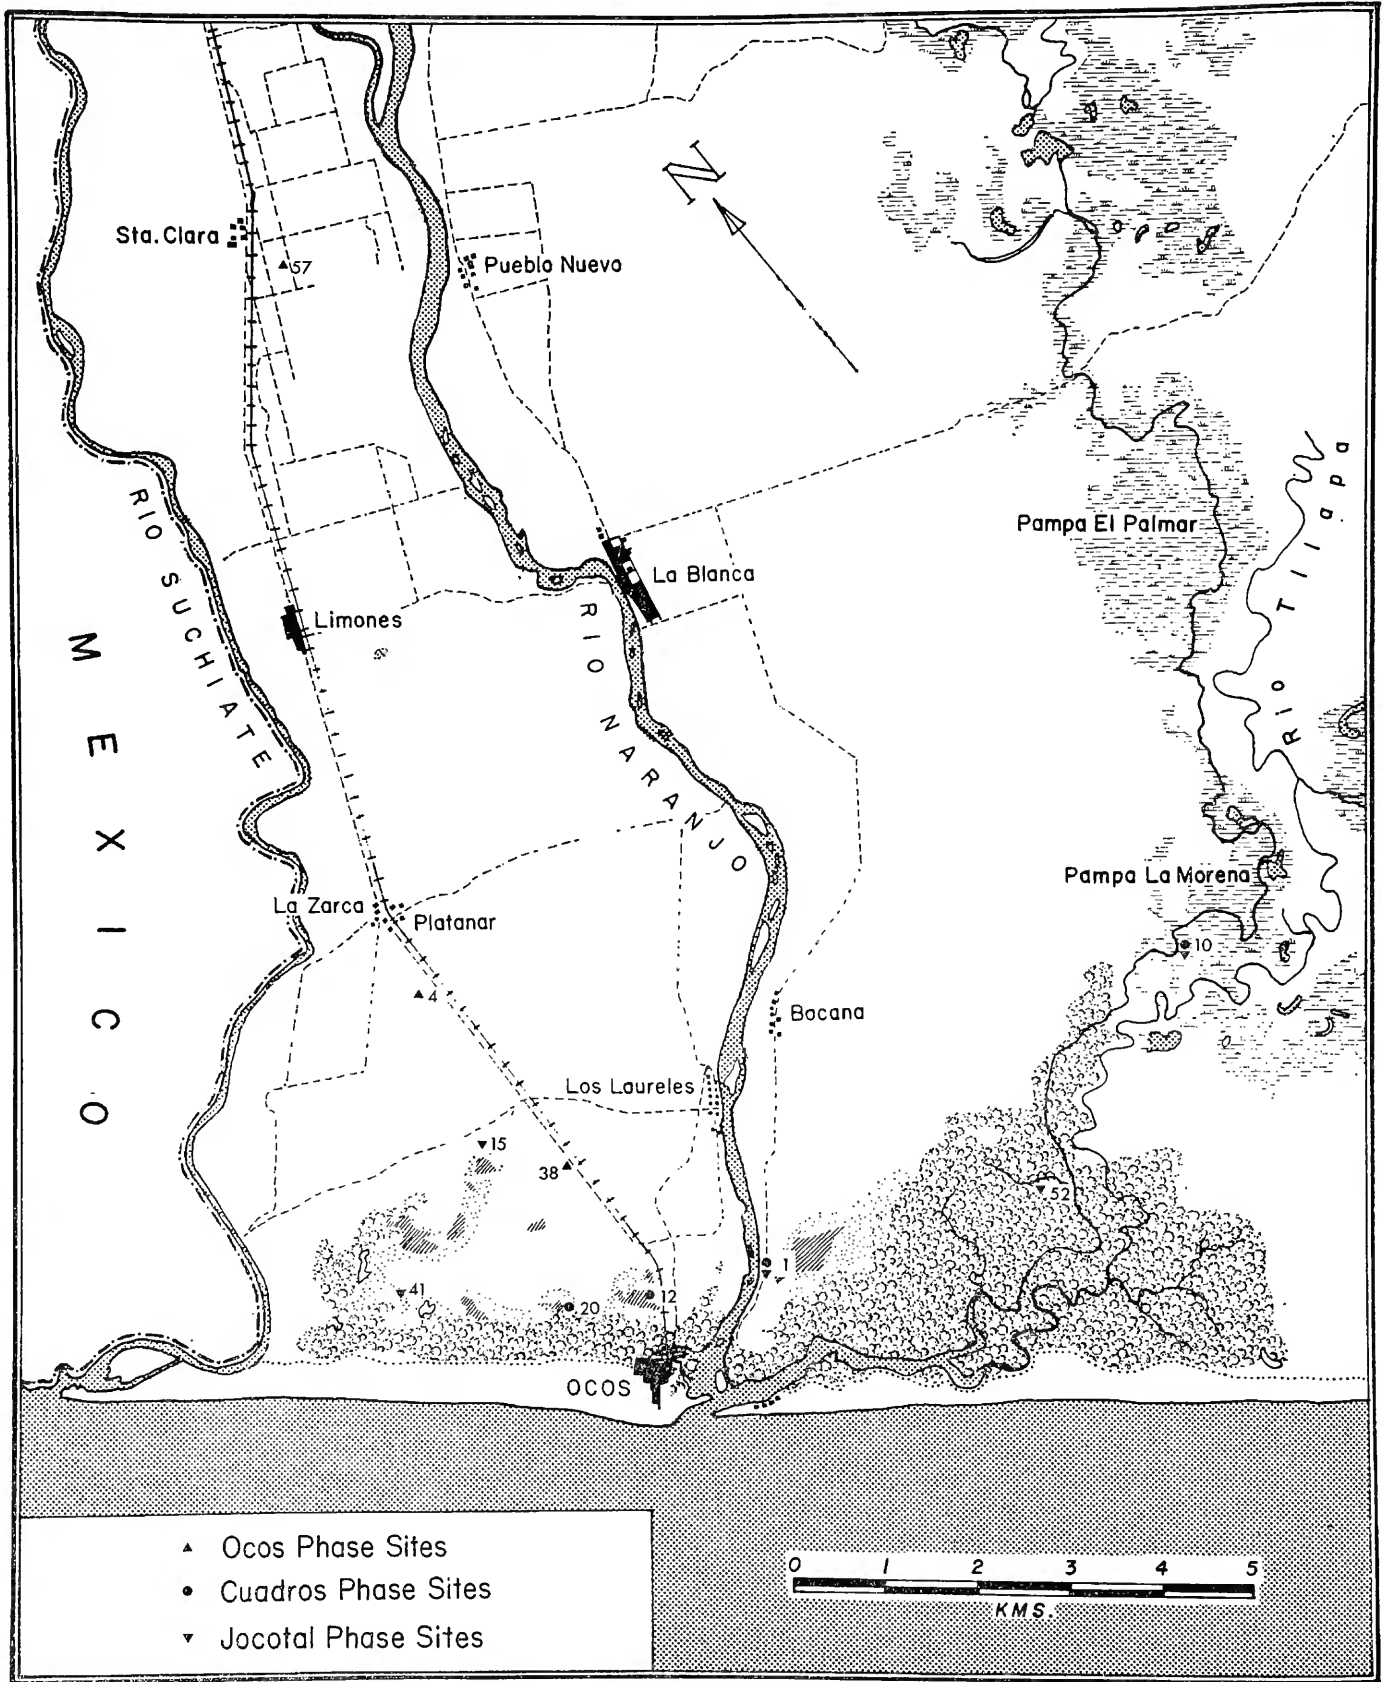 N
Sta. Clara
57
Pueblo Nuevo
RIO SUCHIATE
Pampa El Palmar
RIO Tilapa
La Blanca
Limones
MEXICO
RIO NARANJO
Pampa La Morena
La Zarca
Platanar
10
4
Bocana
Los Laureles
15
38
52
1
41
12
20
OCOS
Ocos Phase Sites
Cuadros Phase Sites
Jocotal Phase Sites
0 1 2 3 4 5
KMS.